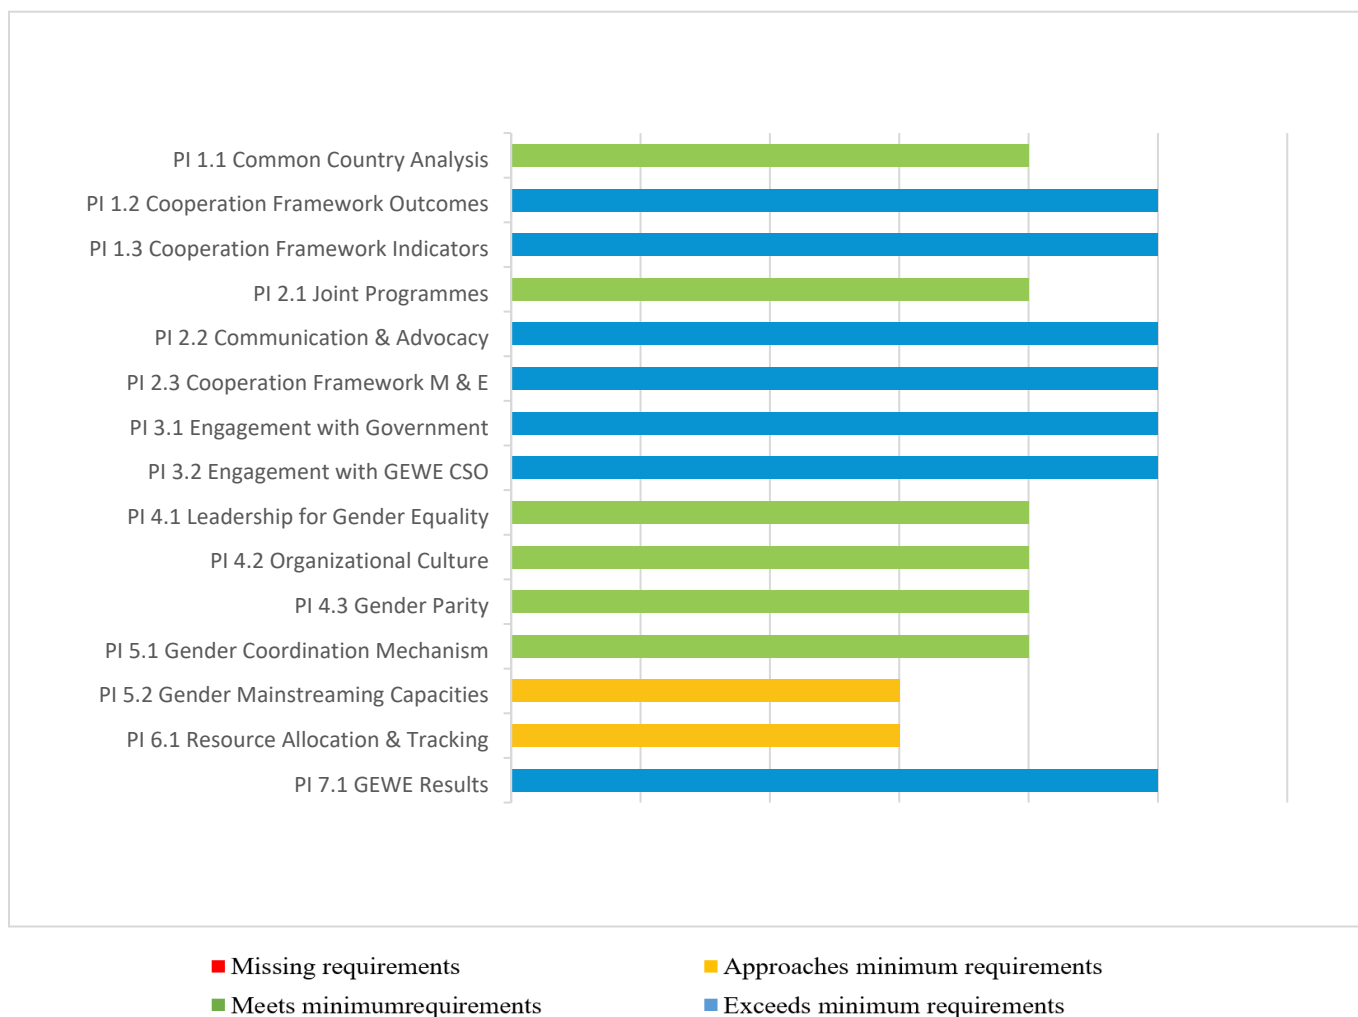 PI 1.1 Common Country Analysis
PI 1.2 Cooperation Framework Outcomes
PI 1.3 Cooperation Framework Indicators
PI 2.1 Joint Programmes
PI 2.2 Communication & Advocacy
PI 2.3 Cooperation Framework M & E
PI 3.1 Engagement with Government
PI 3.2 Engagement with GEWE CSO
PI 4.1 Leadership for Gender Equality
PI 4.2 Organizational Culture
PI 4.3 Gender Parity
PI 5.1 Gender Coordination Mechanism
PI 5.2 Gender Mainstreaming Capacities
PI 6.1 Resource Allocation & Tracking
PI 7.1 GEWE Results
Missing requirements
Approaches minimum requirements
Meets minimumrequirements
Exceeds minimum requirements